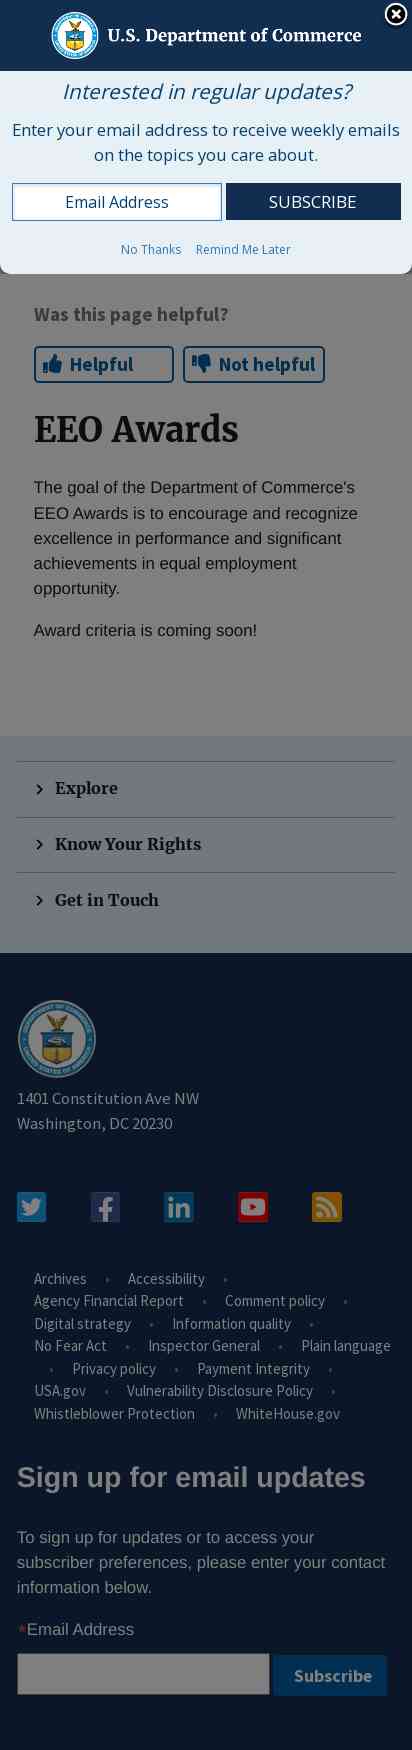 U.S. Department of Commerce
Interested in regular updates?
Enter your email address to receive weekly emails
on the topics you care about.
Email Address
SUBSCRIBE
No Thanks Remind Me Later
Was this page helpful?
Helpful
Not helpful
EEO Awards
The goal of the Department of Commerce's
EEO Awards is to encourage and recognize
excellence in performance and significant
achievements in equal employment
opportunity.
Award criteria is coming soon!
Explore
Know Your Rights
Get in Touch
DEPARTMENT OF COMMERCE
UNITED STATES OF AMERICA
1401 Constitution Ave NW
Washington, DC 20230
Archives • Accessibility •
Agency Financial Report • Comment policy •
Digital strategy • Information quality •
No Fear Act • Inspector General • Plain language
• Privacy policy • Payment Integrity •
USA.gov • Vulnerability Disclosure Policy •
Whistleblower Protection • WhiteHouse.gov
Sign up for email updates
To sign up for updates or to access your
subscriber preferences, please enter your contact
information below.
*Email Address
Subscribe